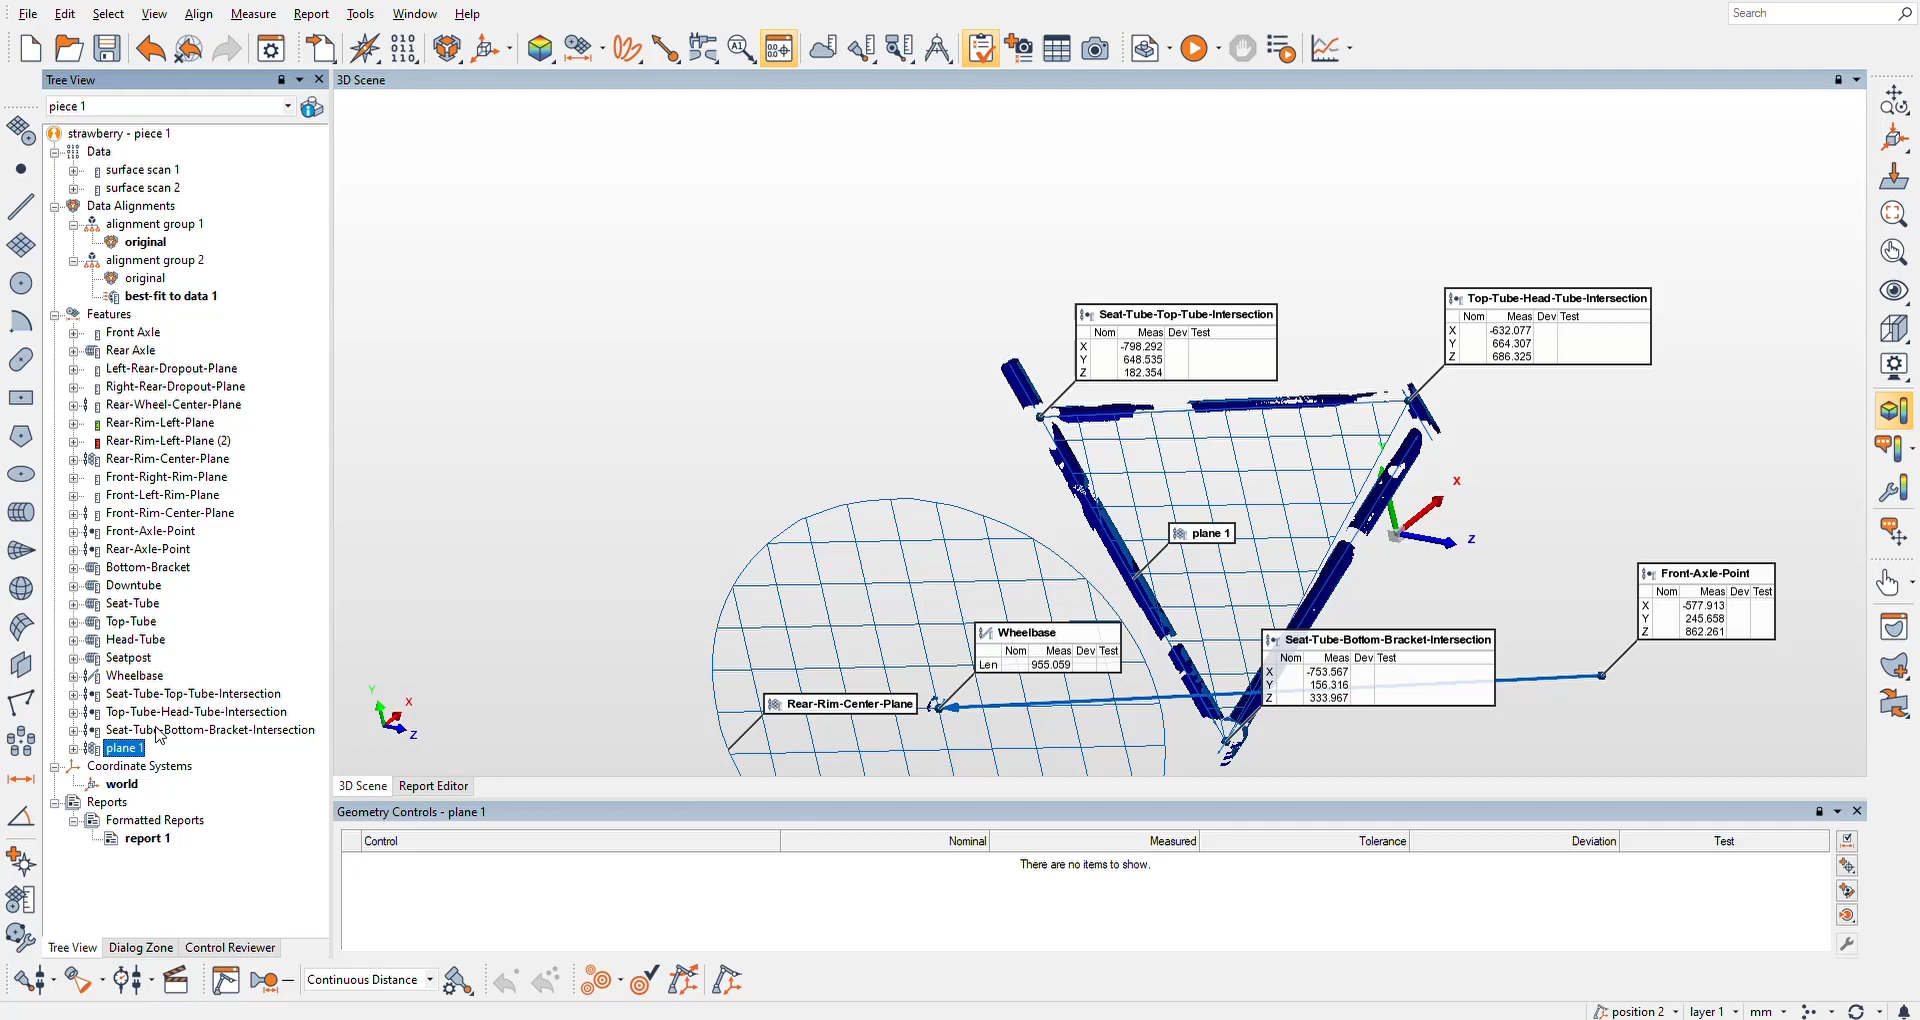 File Edit Select View Align Measure Report Tools Window Help
Search
Tree View
3D Scene
piece 1
strawberry - piece 1
Data
surface scan 1
surface scan 2
Data Alignments
alignment group 1
original
alignment group 2
original
best-fit to data 1
Features
Front Axle
Rear Axle
Left-Rear-Dropout-Plane
Right-Rear-Dropout-Plane
Rear-Wheel-Center-Plane
Rear-Rim-Left-Plane
Rear-Rim-Left-Plane (2)
Rear-Rim-Center-Plane
Front-Right-Rim-Plane
Front-Left-Rim-Plane
Front-Rim-Center-Plane
Front-Axle-Point
Rear-Axle-Point
Bottom-Bracket
Downtube
Seat-Tube
Top-Tube
Head-Tube
Seatpost
Wheelbase
Seat-Tube-Top-Tube-Intersection
Top-Tube-Head-Tube-Intersection
Seat-Tube-Bottom-Bracket-Intersection
plane 1
Coordinate Systems
world
Reports
Formatted Reports
report 1
Tree View Dialog Zone Control Reviewer
Seat-Tube-Top-Tube-Intersection
Nom Meas Dev Test
X -798.292
Y 648.535
Z 182.354
Top-Tube-Head-Tube-Intersection
Nom Meas Dev Test
X -632.077
Y 664.307
Z 686.325
plane 1
Front-Axle-Point
Nom Meas Dev Test
X -577.913
Y 245.658
Z 862.261
Wheelbase
Nom Meas Dev Test
Len 955.059
Seat-Tube-Bottom-Bracket-Intersection
Nom Meas Dev Test
X -753.567
Y 156.316
Z 333.967
Rear-Rim-Center-Plane
X
Y
Z
Y
X
Z
3D Scene Report Editor
Geometry Controls - plane 1
Control Nominal Measured Tolerance Deviation Test
There are no items to show.
Continuous Distance
position 2 layer 1 mm